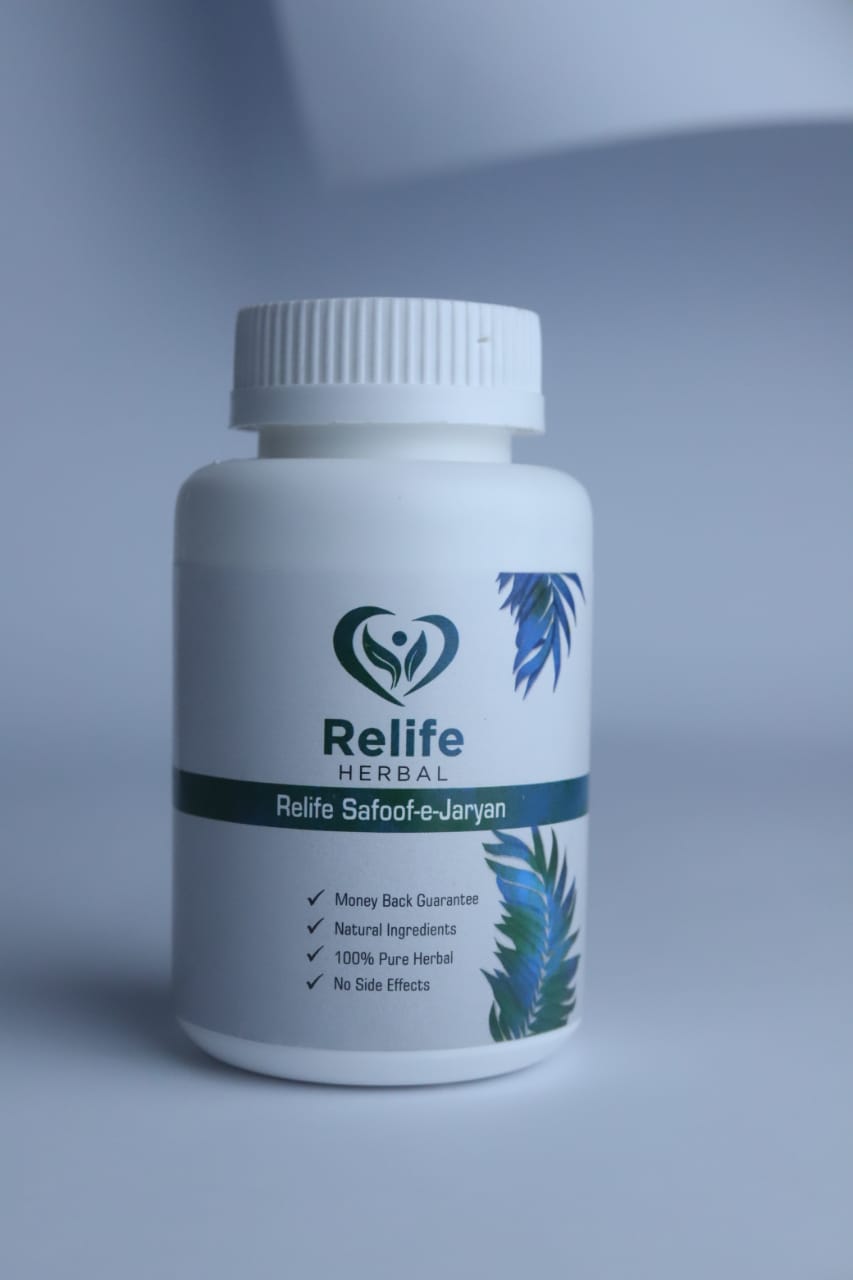 Relife
HERBAL
Relife Safoof-e-Jaryan
✓ Money Back Guarantee
✓ Natural Ingredients
✓ 100% Pure Herbal
✓ No Side Effects